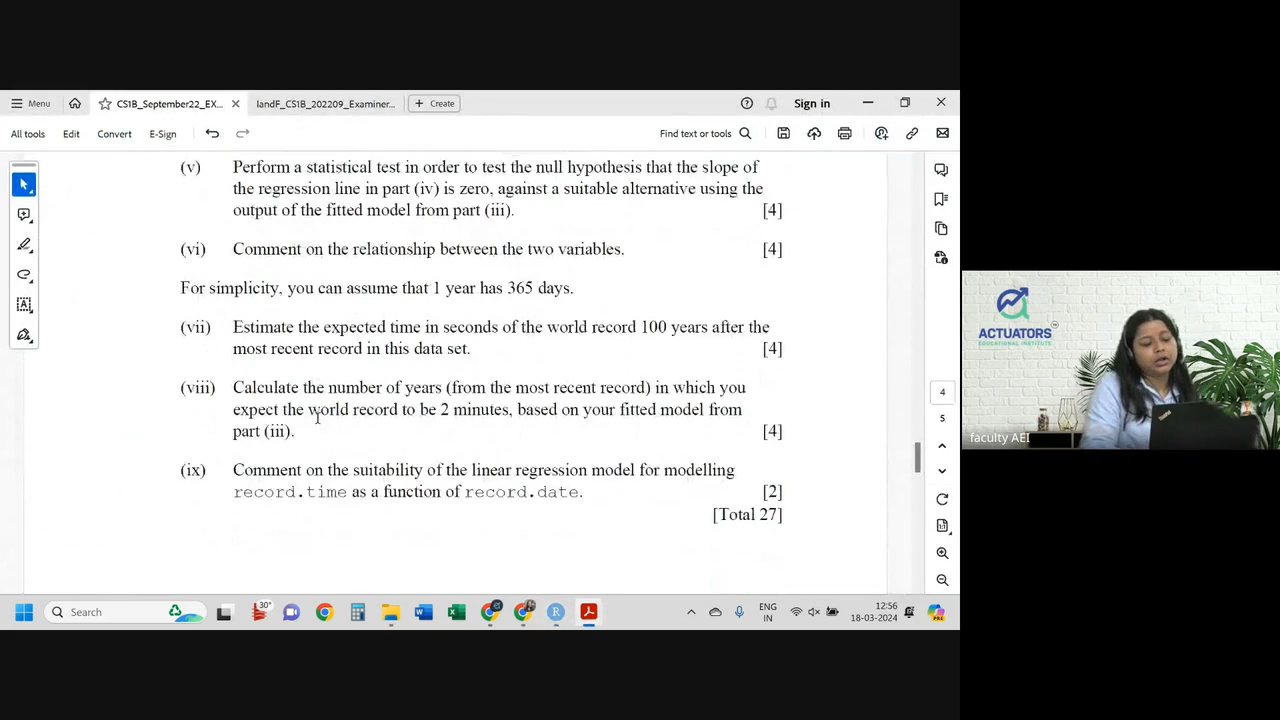 Menu
CS1B_September22_EX...
IandF_CS1B_202209_Examiner...
Create
Sign in
All tools
Edit
Convert
E-Sign
Find text or tools
(v) Perform a statistical test in order to test the null hypothesis that the slope of
the regression line in part (iv) is zero, against a suitable alternative using the
output of the fitted model from part (iii). [4]
(vi) Comment on the relationship between the two variables. [4]
For simplicity, you can assume that 1 year has 365 days.
(vii) Estimate the expected time in seconds of the world record 100 years after the
most recent record in this data set. [4]
(viii) Calculate the number of years (from the most recent record) in which you
expect the world record to be 2 minutes, based on your fitted model from
part (iii). [4]
(ix) Comment on the suitability of the linear regression model for modelling
record.time as a function of record.date. [2]
[Total 27]
4
5
ACTUATORS
EDUCATIONAL INSTITUTE
faculty AEI
Search
30°
ENG
IN
12:56
18-03-2024